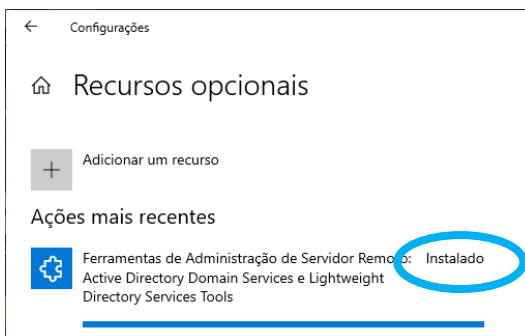 Configurações
Recursos opcionais
Adicionar um recurso
Ações mais recentes
Ferramentas de Administração de Servidor Remoto: Instalado
Active Directory Domain Services e Lightweight
Directory Services Tools